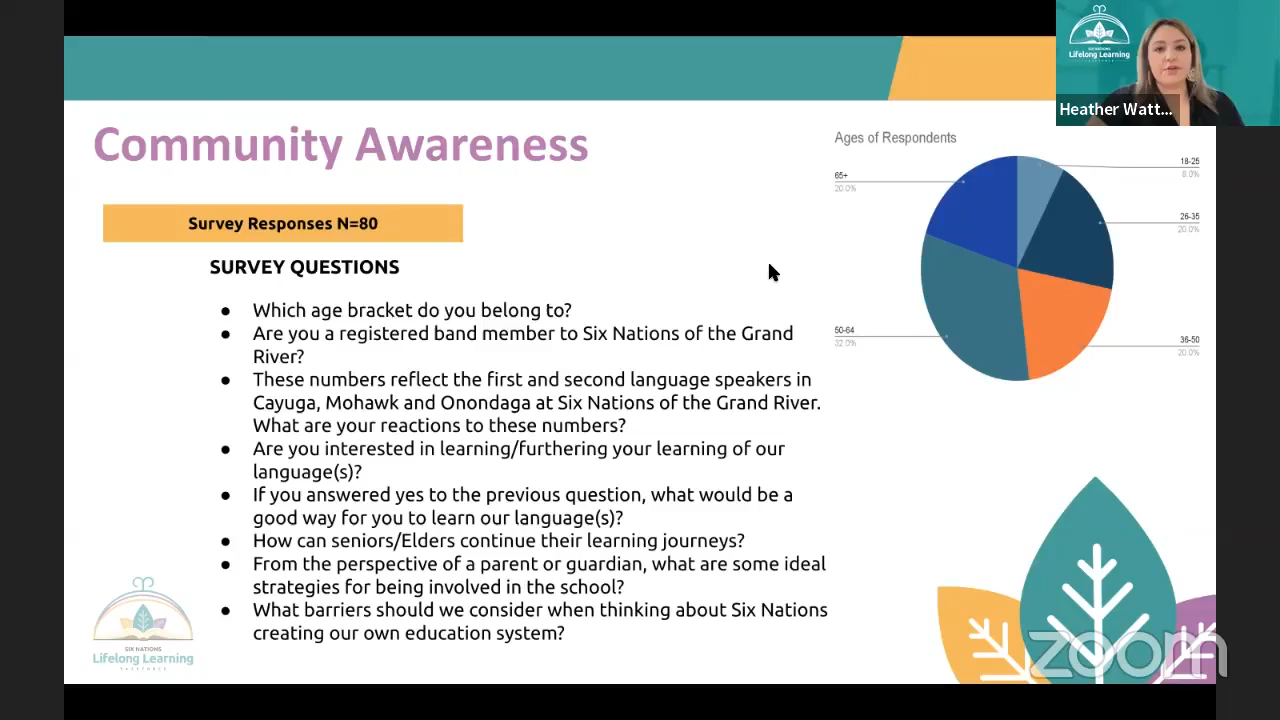 SIX NATIONS
Lifelong Learning
Heather Watt...
Community Awareness
Ages of Respondents
18-25
8.0%
65+
20.0%
26-35
20.0%
Survey Responses N=80
SURVEY QUESTIONS
● Which age bracket do you belong to?
● Are you a registered band member to Six Nations of the Grand
River?
50-64
32.0%
36-50
20.0%
● These numbers reflect the first and second language speakers in
Cayuga, Mohawk and Onondaga at Six Nations of the Grand River.
What are your reactions to these numbers?
● Are you interested in learning/furthering your learning of our
language(s)?
● If you answered yes to the previous question, what would be a
good way for you to learn our language(s)?
● How can seniors/Elders continue their learning journeys?
● From the perspective of a parent or guardian, what are some ideal
strategies for being involved in the school?
● What barriers should we consider when thinking about Six Nations
creating our own education system?
SIX NATIONS
Lifelong Learning
zoom